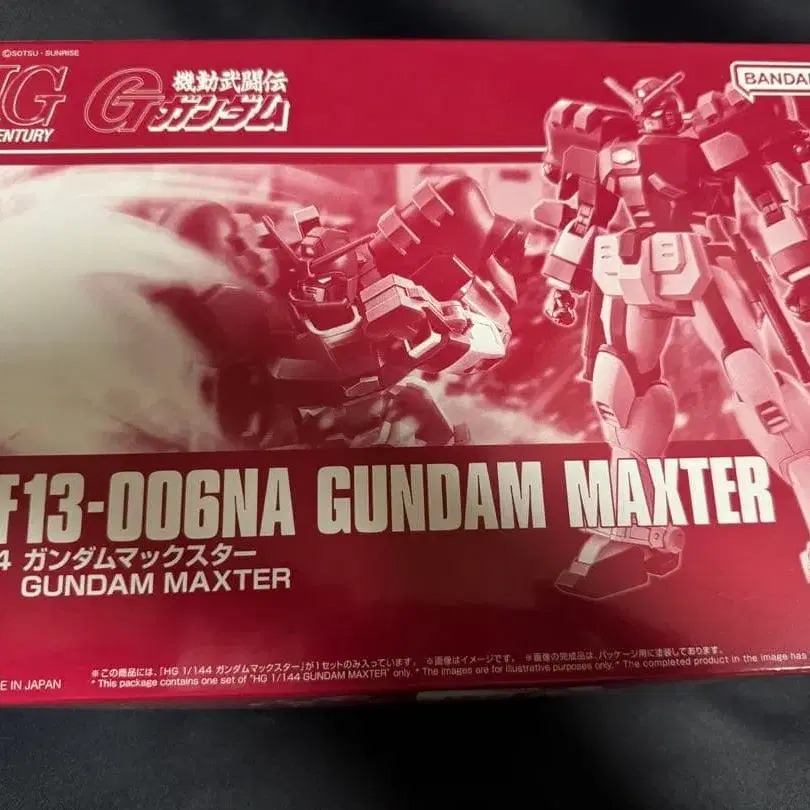 ©SOTSU・SUNRISE
HG
CENTURY
機動武闘伝
Gガンダム
BANDAI
F13-006NA GUNDAM MAXTER
4 ガンダムマックスター
GUNDAM MAXTER
※この商品には、「HG 1/144 ガンダムマックスター」が1セットのみ入っています。 ※画像はイメージです。 ※画像の完成品は、パッケージ用に塗装しております。
* This package contains one set of "HG 1/144 GUNDAM MAXTER" only. * The images are for illustrative purposes only. * The completed product in the image has
E IN JAPAN